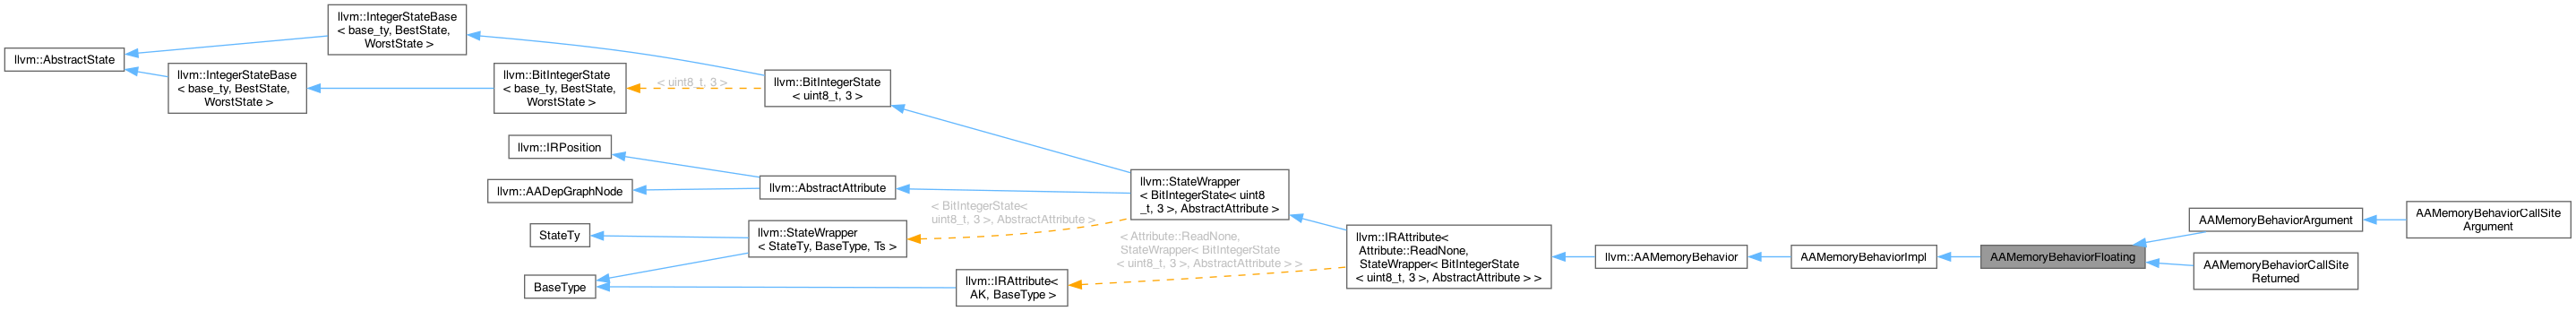 llvm::AbstractState
llvm::IntegerStateBase
< base_ty, BestState,
WorstState >
llvm::IntegerStateBase
< base_ty, BestState,
WorstState >
llvm::BitIntegerState
< base_ty, BestState,
WorstState >
< uint8_t, 3 >
llvm::BitIntegerState
< uint8_t, 3 >
llvm::IRPosition
llvm::AADepGraphNode
llvm::AbstractAttribute
StateTy
BaseType
llvm::StateWrapper
< StateTy, BaseType, Ts >
< BitIntegerState<
uint8_t, 3 >, AbstractAttribute >
llvm::IRAttribute<
AK, BaseType >
llvm::StateWrapper
< BitIntegerState< uint8
_t, 3 >, AbstractAttribute >
< Attribute::ReadNone,
StateWrapper< BitIntegerState
< uint8_t, 3 >, AbstractAttribute > >
llvm::IRAttribute<
Attribute::ReadNone,
StateWrapper< BitIntegerState
< uint8_t, 3 >, AbstractAttribute > >
llvm::AAMemoryBehavior
AAMemoryBehaviorImpl
AAMemoryBehaviorFloating
AAMemoryBehaviorArgument
AAMemoryBehaviorCallSite
Returned
AAMemoryBehaviorCallSite
Argument